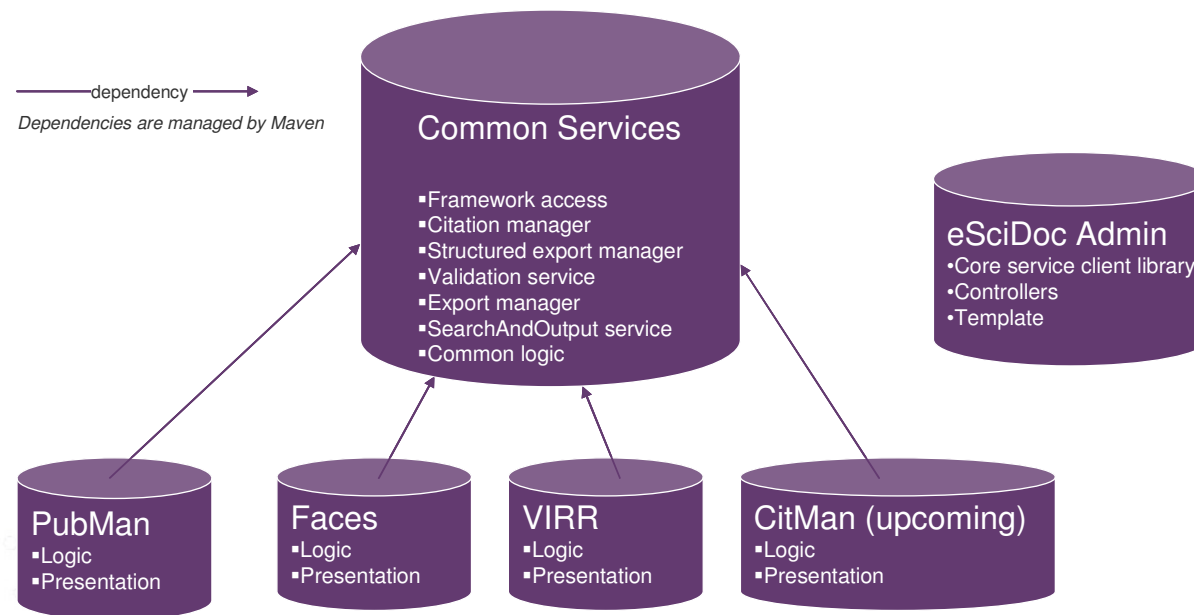 dependency
Dependencies are managed by Maven
Common Services
▪Framework access
▪Citation manager
▪Structured export manager
▪Validation service
▪Export manager
▪SearchAndOutput service
▪Common logic
eSciDoc Admin
•Core service client library
•Controllers
•Template
PubMan
▪Logic
▪Presentation
Faces
▪Logic
▪Presentation
VIRR
▪Logic
▪Presentation
CitMan (upcoming)
▪Logic
▪Presentation